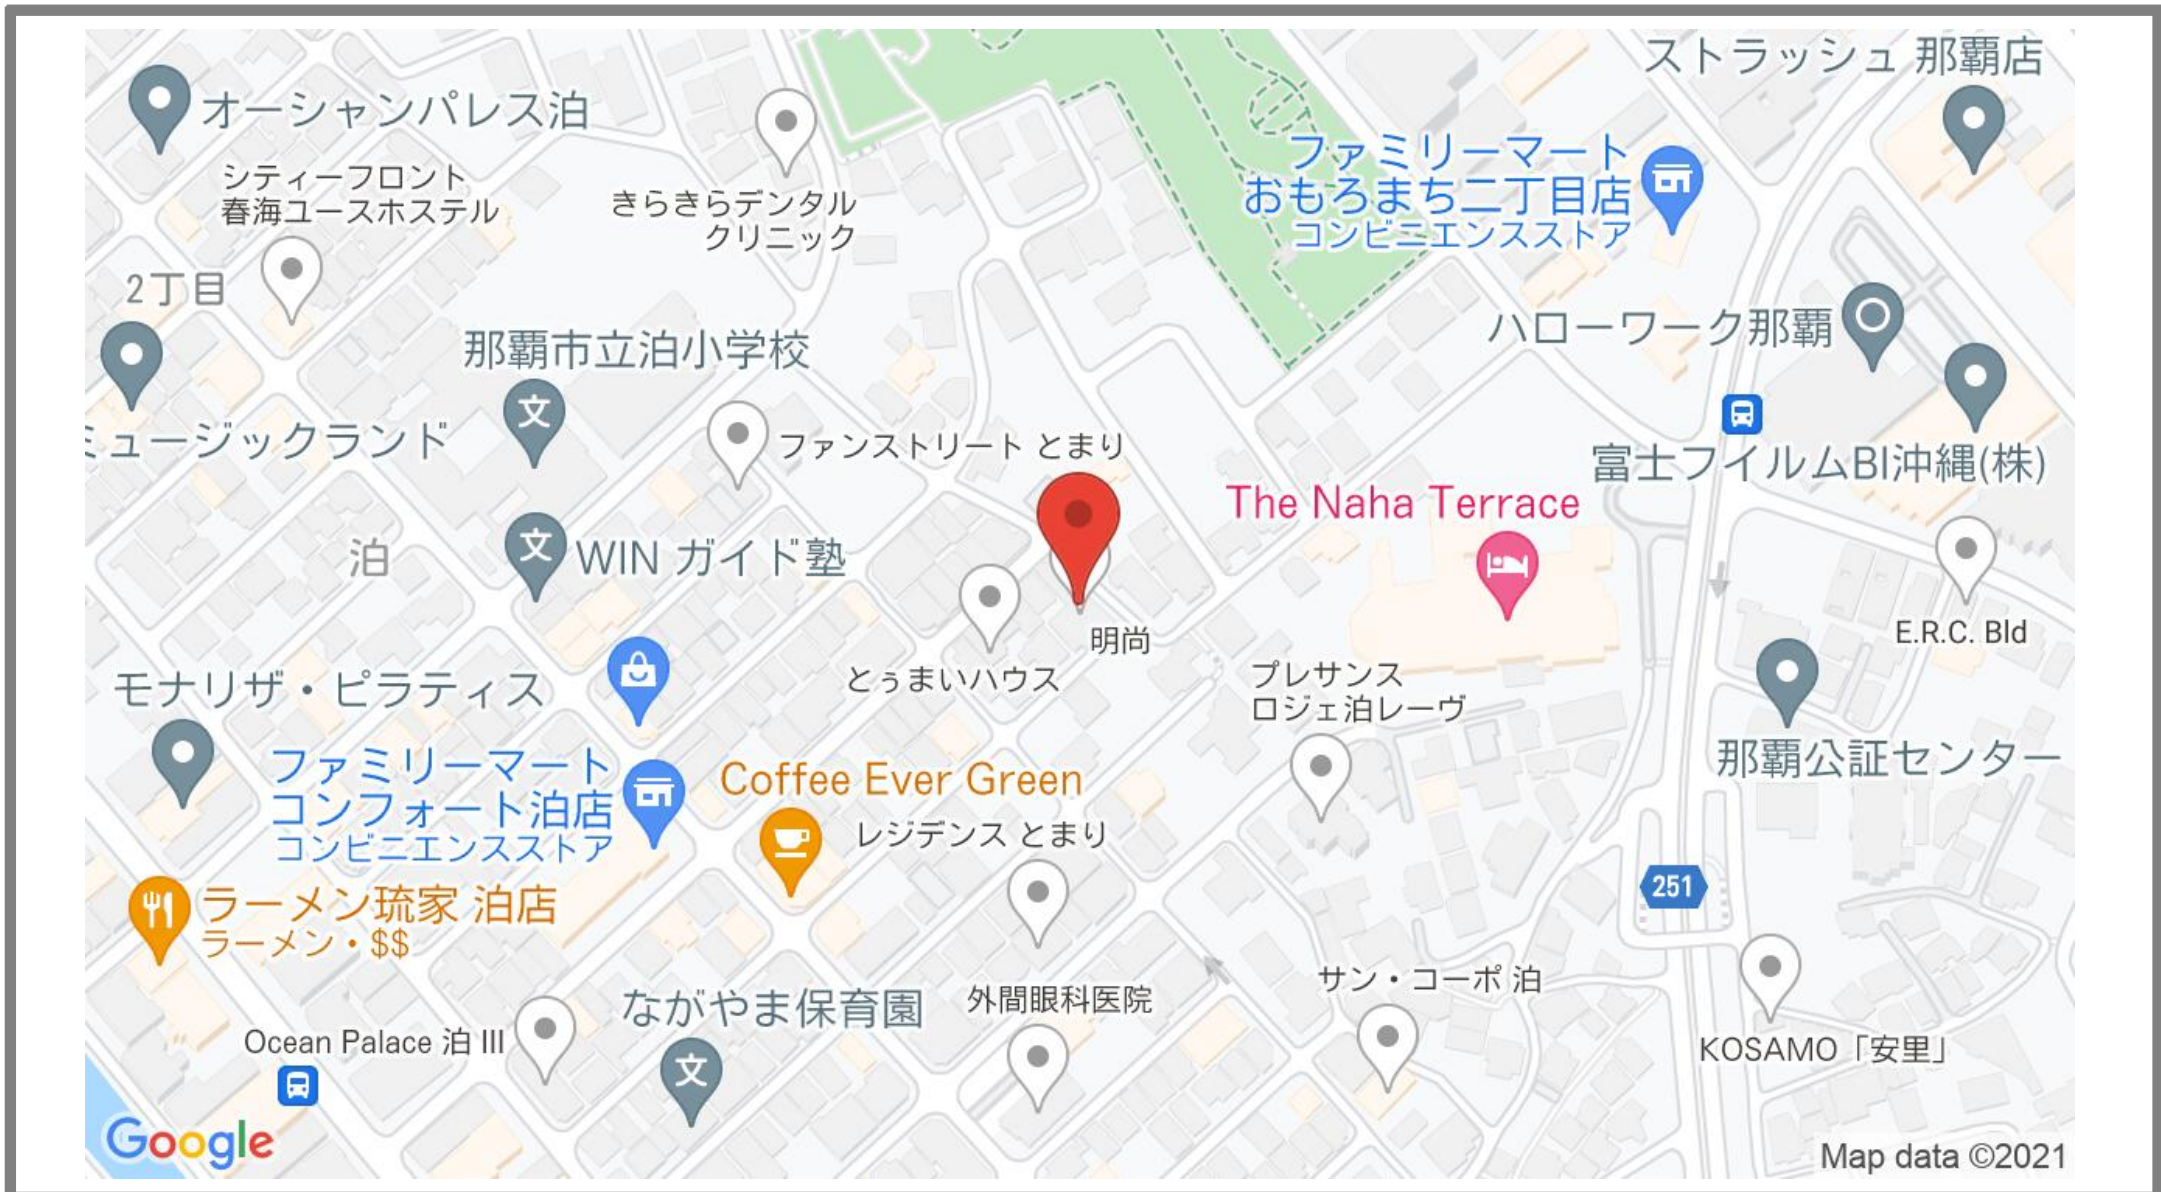 ストラッシュ 那覇店
オーシャンパレス泊
シティーフロント
春海ユースホステル
きらきらデンタル
クリニック
ファミリーマート
おもろまち二丁目店
コンビニエンスストア
2丁目
ハローワーク那覇
那覇市立泊小学校
文
ミュージックランド
ファンストリート とまり
富士フイルムBI沖縄(株)
The Naha Terrace
泊
文
WIN ガイド塾
明尚
E.R.C. Bld
とぅまいハウス
プレサンス
ロジェ泊レーヴ
モナリザ・ピラティス
那覇公証センター
ファミリーマート
コンフォート泊店
コンビニエンスストア
Coffee Ever Green
レジデンス とまり
251
ラーメン琉家 泊店
ラーメン・$$
サン・コーポ 泊
ながやま保育園
文
外間眼科医院
Ocean Palace 泊 III
KOSAMO「安里」
Google
Map data ©2021